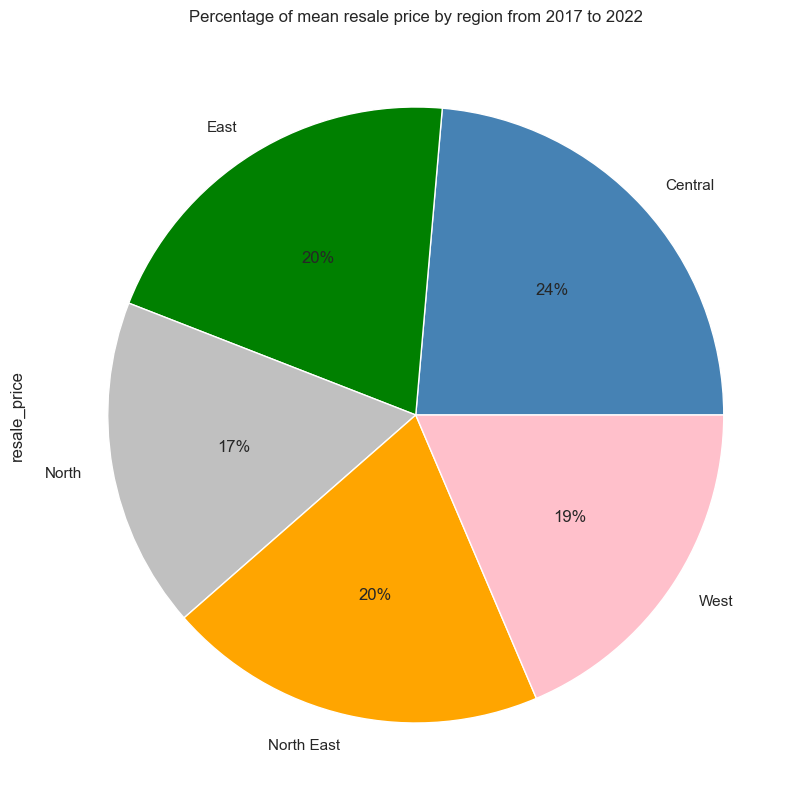 Percentage of mean resale price by region from 2017 to 2022
East
Central
20%
24%
resale_price
17%
North
19%
20%
West
North East